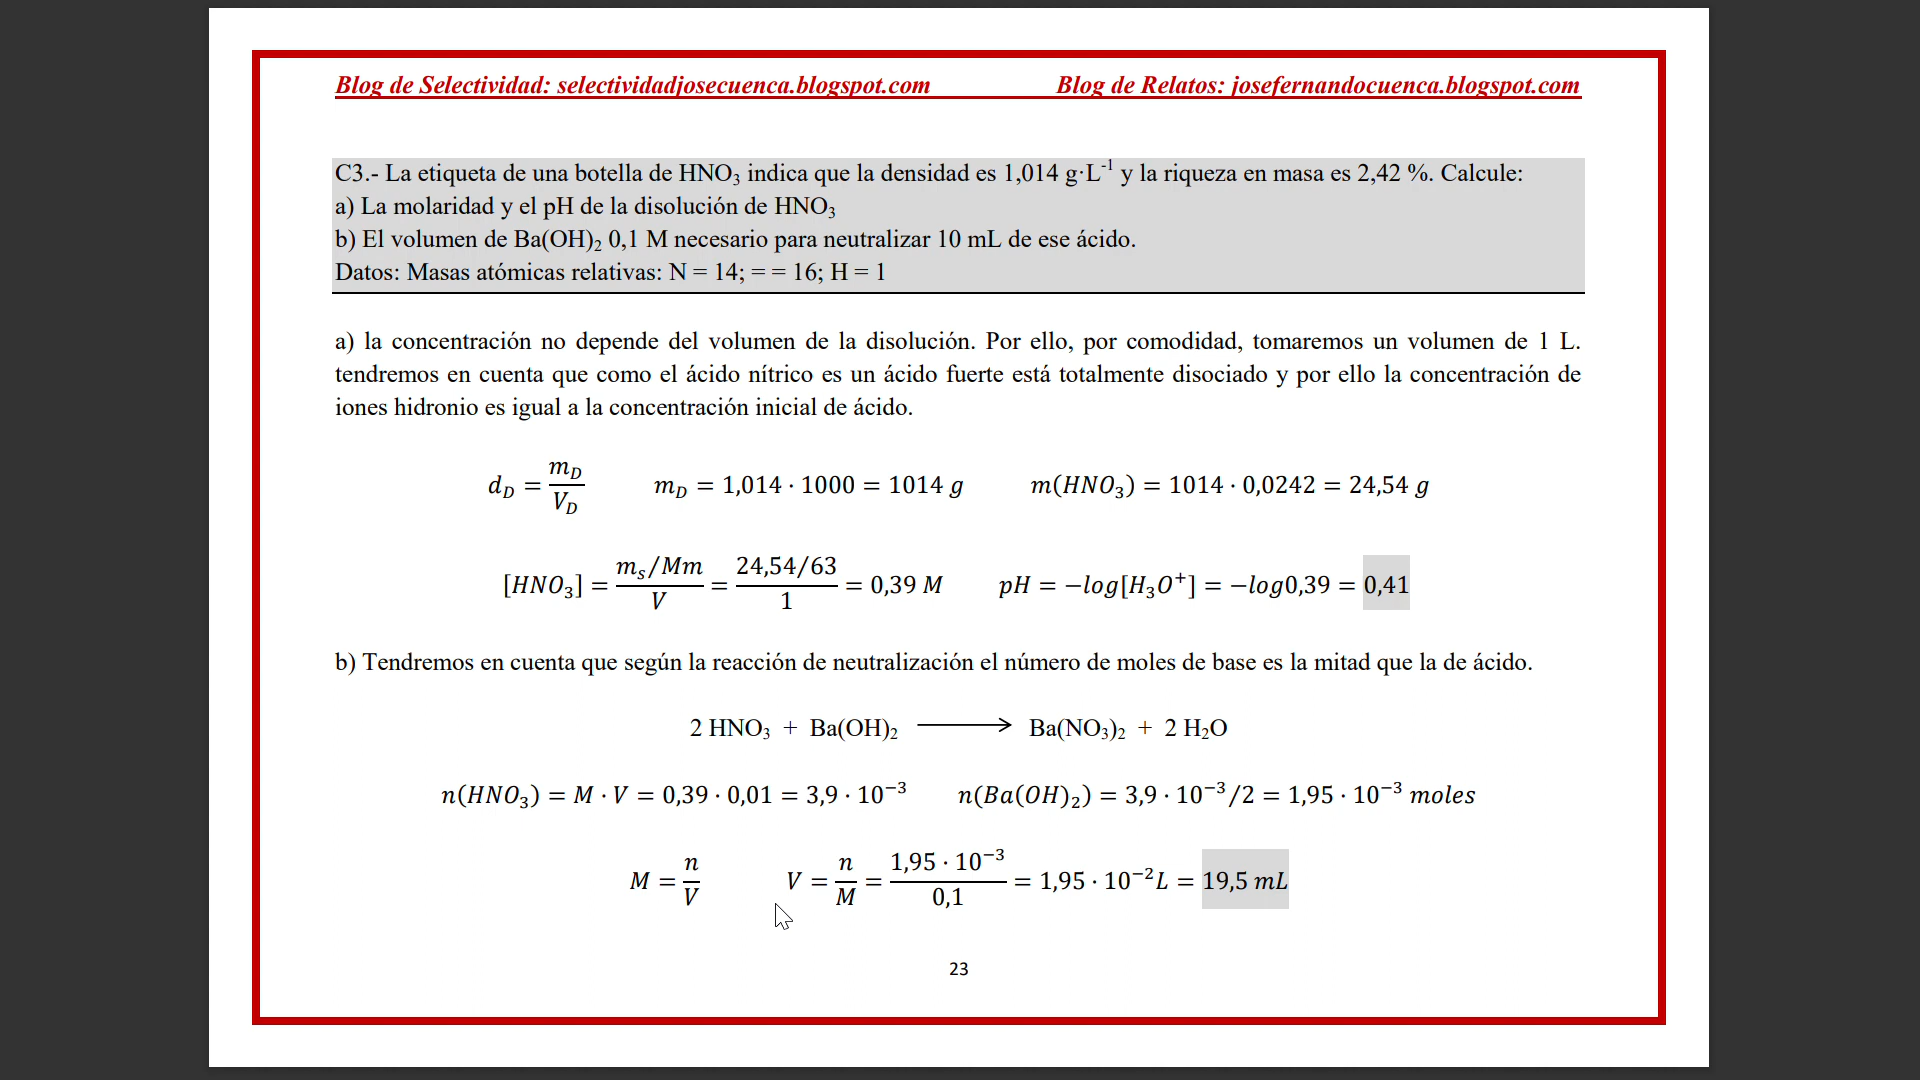 Blog de Selectividad: selectividadjosecuenca.blogspot.com Blog de Relatos: josefernandocuenca.blogspot.com
C3.- La etiqueta de una botella de HNO₃ indica que la densidad es 1,014 g·L⁻¹ y la riqueza en masa es 2,42 %. Calcule:
a) La molaridad y el pH de la disolución de HNO₃
b) El volumen de Ba(OH)₂ 0,1 M necesario para neutralizar 10 mL de ese ácido.
Datos: Masas atómicas relativas: N = 14; = = 16; H = 1
a) la concentración no depende del volumen de la disolución. Por ello, por comodidad, tomaremos un volumen de 1 L.
tendremos en cuenta que como el ácido nítrico es un ácido fuerte está totalmente disociado y por ello la concentración de
iones hidronio es igual a la concentración inicial de ácido.
d_D = m_D/V_D m_D = 1,014 · 1000 = 1014 g m(HNO₃) = 1014 · 0,0242 = 24,54 g
[HNO₃] = (m_s/Mm)/V = (24,54/63)/1 = 0,39 M pH = −log[H₃O⁺] = −log0,39 = 0,41
b) Tendremos en cuenta que según la reacción de neutralización el número de moles de base es la mitad que la de ácido.
2 HNO₃ + Ba(OH)₂ ⟶ Ba(NO₃)₂ + 2 H₂O
n(HNO₃) = M · V = 0,39 · 0,01 = 3,9 · 10⁻³ n(Ba(OH)₂) = 3,9 · 10⁻³/2 = 1,95 · 10⁻³ moles
M = n/V V = n/M = (1,95 · 10⁻³)/0,1 = 1,95 · 10⁻² L = 19,5 mL
23